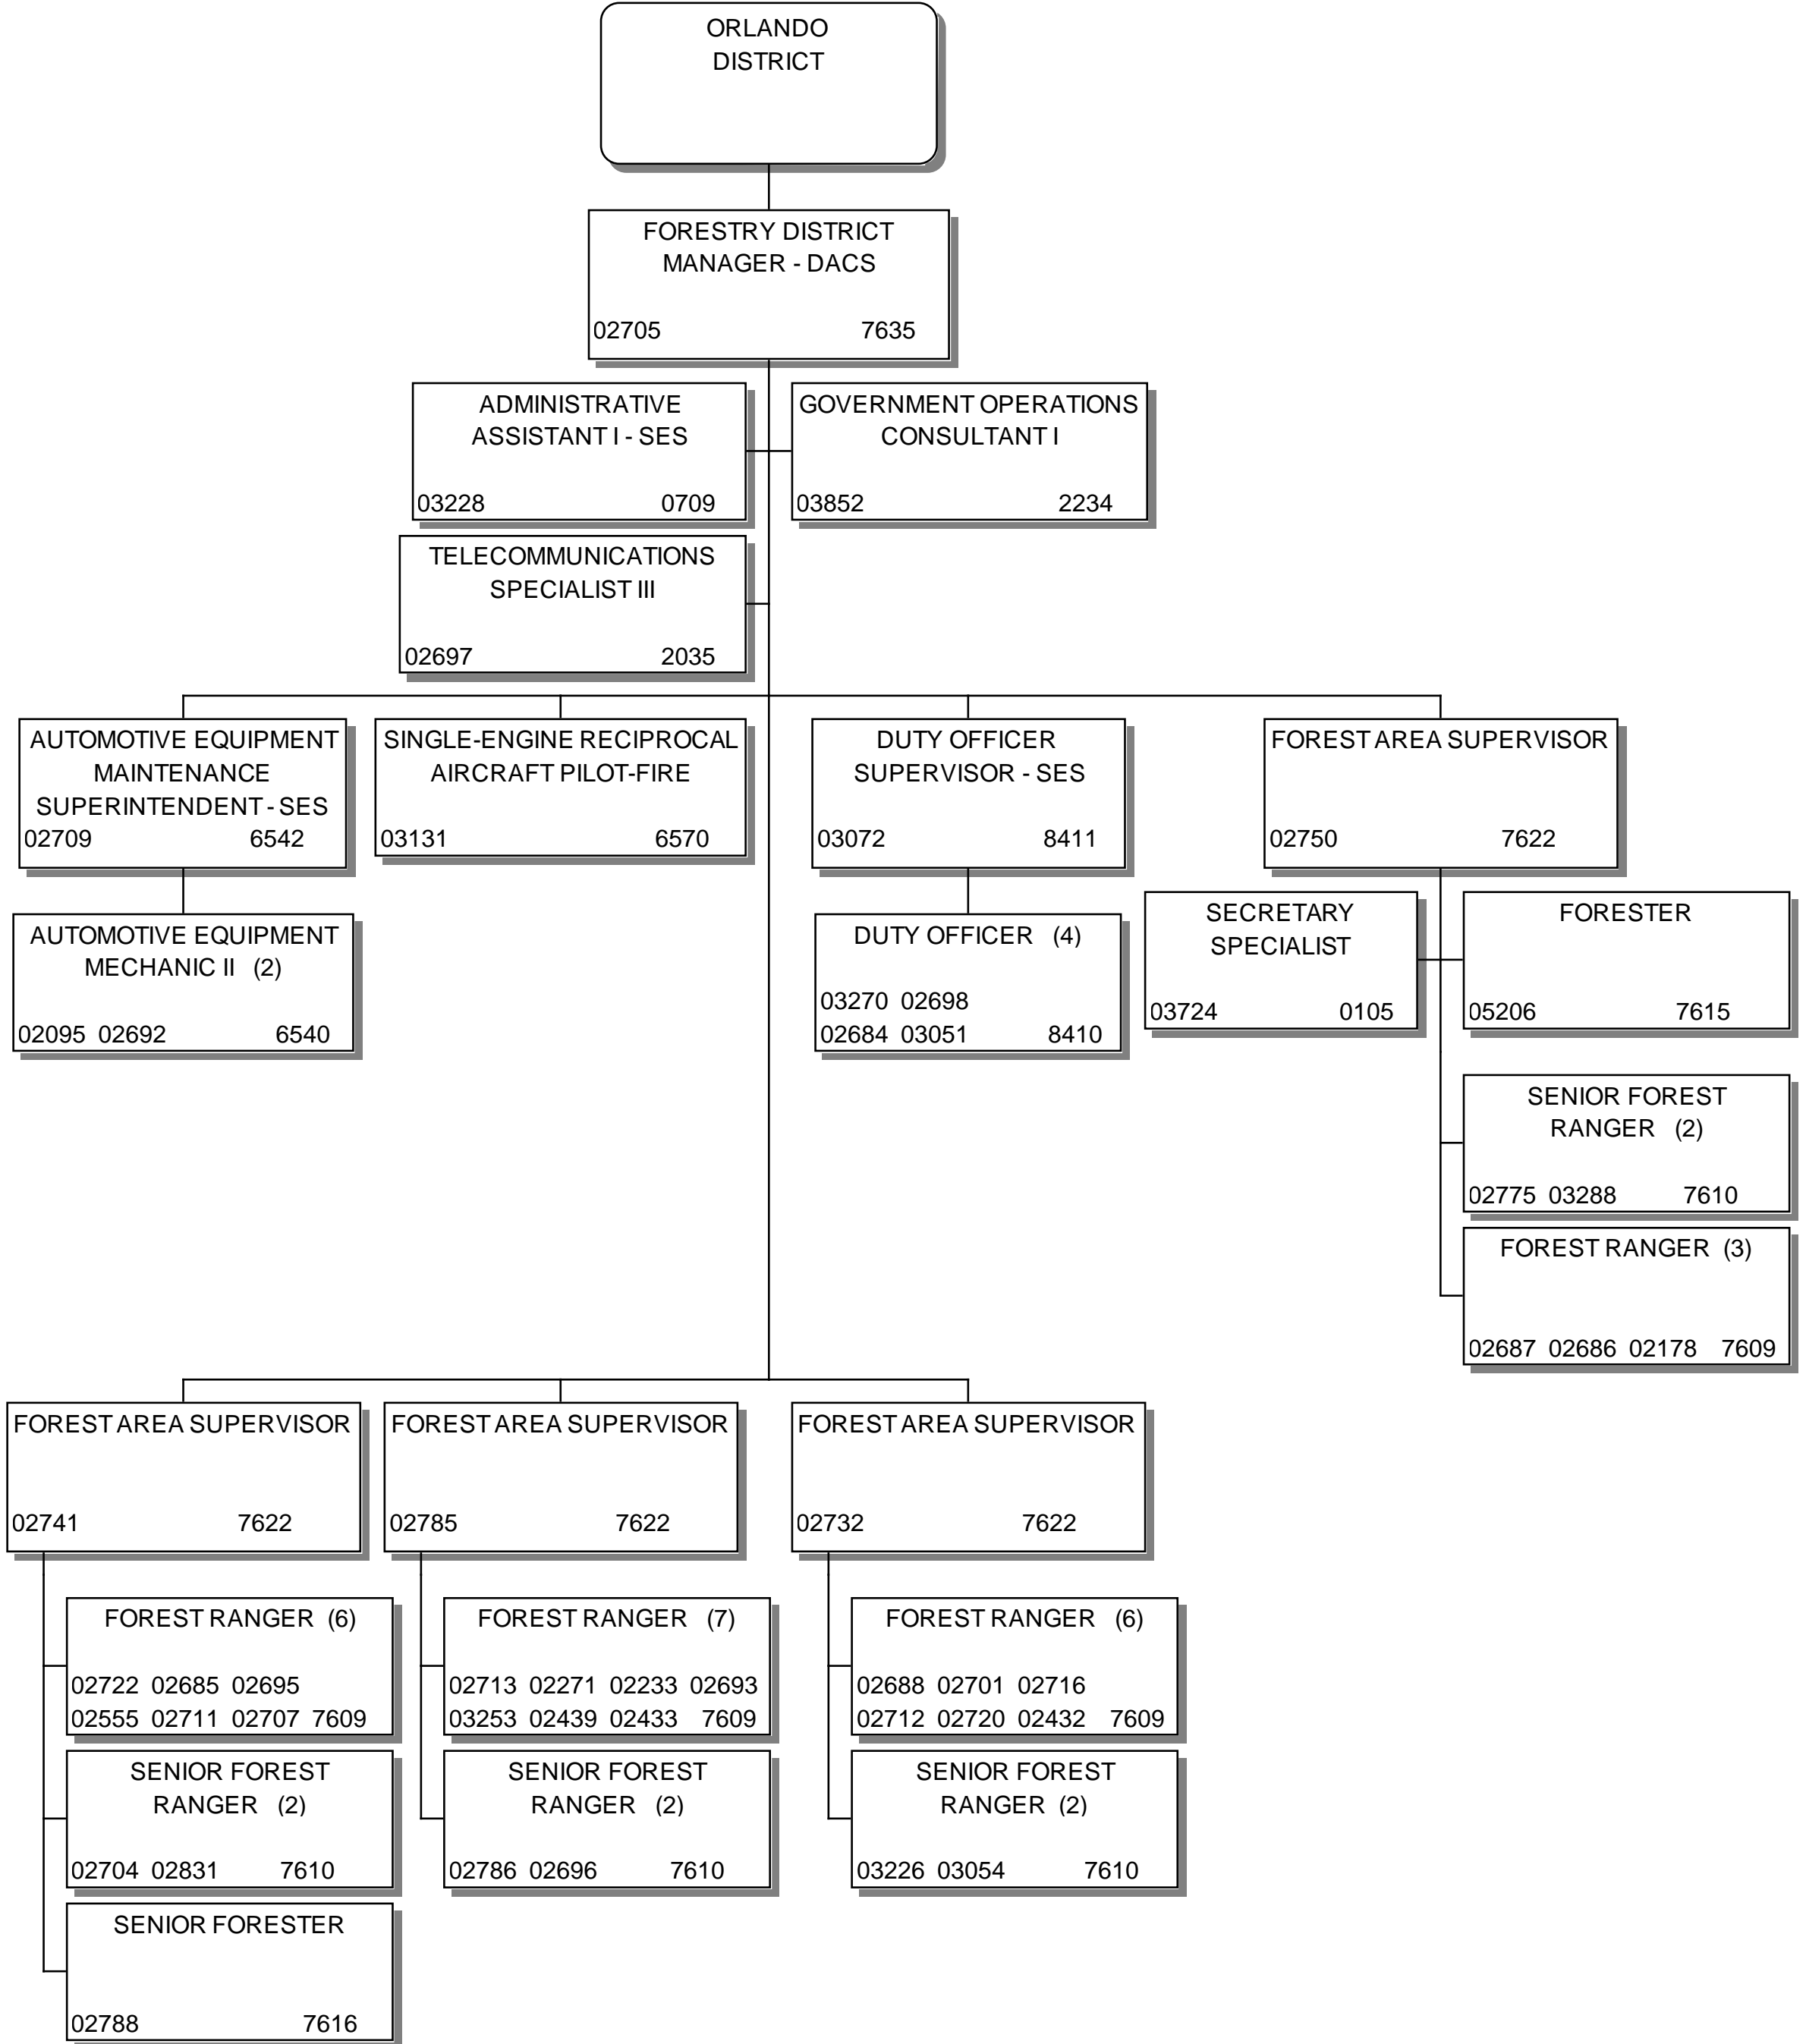 ORLANDO
DISTRICT
FORESTRY DISTRICT
MANAGER - DACS
02705 7635
ADMINISTRATIVE
ASSISTANT I - SES
03228 0709
GOVERNMENT OPERATIONS
CONSULTANT I
03852 2234
TELECOMMUNICATIONS
SPECIALIST III
02697 2035
AUTOMOTIVE EQUIPMENT
MAINTENANCE
SUPERINTENDENT - SES
02709 6542
SINGLE-ENGINE RECIPROCAL
AIRCRAFT PILOT-FIRE
03131 6570
DUTY OFFICER
SUPERVISOR - SES
03072 8411
FOREST AREA SUPERVISOR
02750 7622
AUTOMOTIVE EQUIPMENT
MECHANIC II (2)
02095 02692 6540
DUTY OFFICER (4)
03270 02698
02684 03051 8410
SECRETARY
SPECIALIST
03724 0105
FORESTER
05206 7615
SENIOR FOREST
RANGER (2)
02775 03288 7610
FOREST RANGER (3)
02687 02686 02178 7609
FOREST AREA SUPERVISOR
02741 7622
FOREST AREA SUPERVISOR
02785 7622
FOREST AREA SUPERVISOR
02732 7622
FOREST RANGER (6)
02722 02685 02695
02555 02711 02707 7609
FOREST RANGER (7)
02713 02271 02233 02693
03253 02439 02433 7609
FOREST RANGER (6)
02688 02701 02716
02712 02720 02432 7609
SENIOR FOREST
RANGER (2)
02704 02831 7610
SENIOR FOREST
RANGER (2)
02786 02696 7610
SENIOR FOREST
RANGER (2)
03226 03054 7610
SENIOR FORESTER
02788 7616